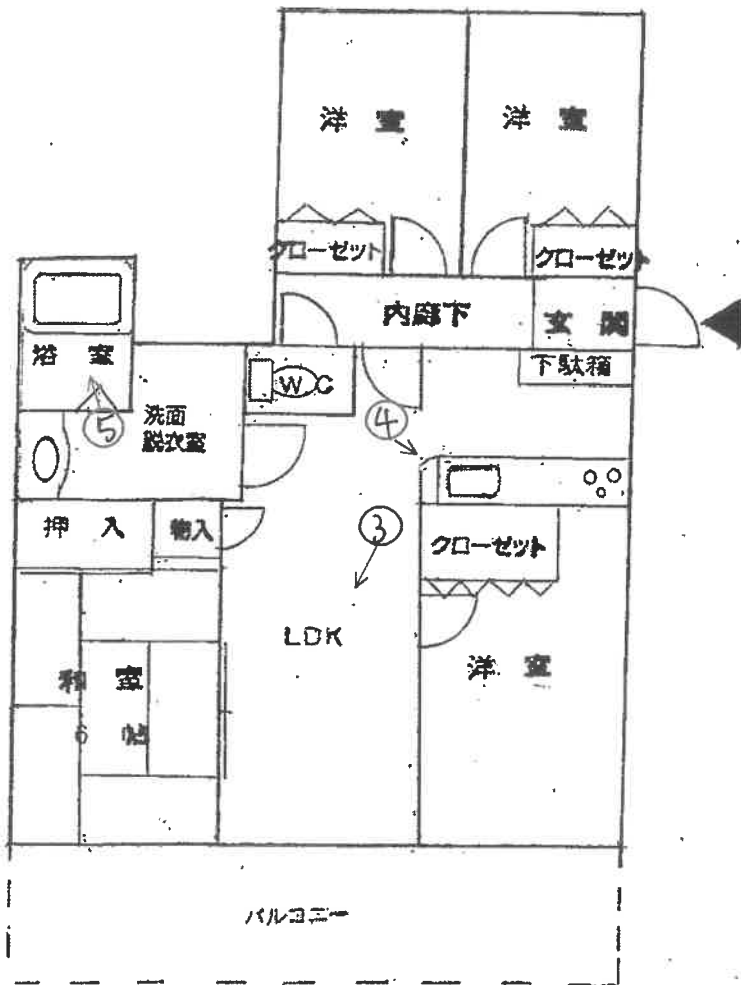 洋室 洋室
クローゼット クローゼット
内廊下 玄関
浴室 下駄箱
WC
④
⑤ 洗面
脱衣室
押入 物入 ③ クローゼット
LDK
洋室
和室
6帖
バルコニー